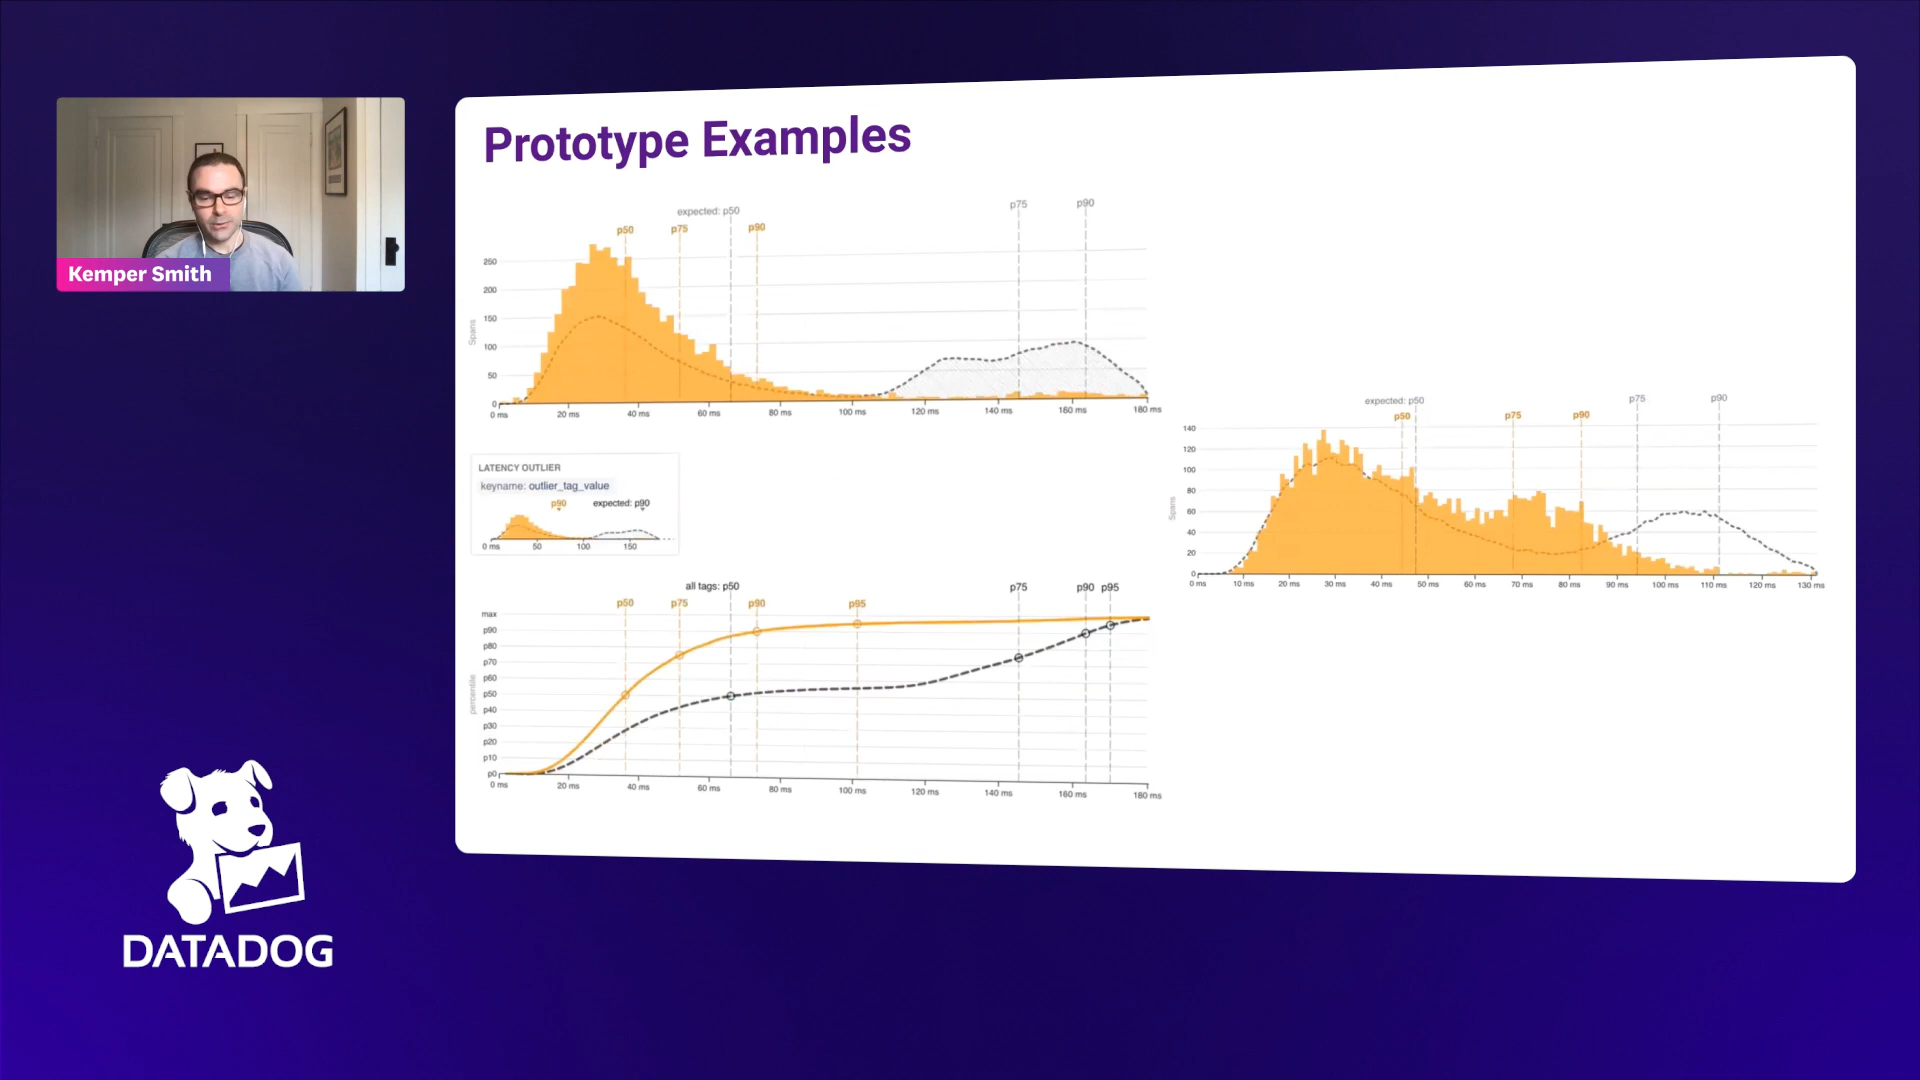 Kemper Smith
DATADOG
Prototype Examples
expected: p50
p75
p90
p50
p75
p90
250
200
150
100
50
0
Spans
0 ms
20 ms
40 ms
60 ms
80 ms
100 ms
120 ms
140 ms
160 ms
180 ms
LATENCY OUTLIER
keyname: outlier_tag_value
p90
expected: p90
0 ms
50
100
150
all tags: p50
p75
p90
p95
p50
p75
p90
p95
max
p90
p80
p70
p60
p50
p40
p30
p20
p10
p0
percentile
0 ms
20 ms
40 ms
60 ms
80 ms
100 ms
120 ms
140 ms
160 ms
180 ms
expected: p50
p75
p90
p50
p75
p90
140
120
100
80
60
40
20
0
Spans
0 ms
10 ms
20 ms
30 ms
40 ms
50 ms
60 ms
70 ms
80 ms
90 ms
100 ms
110 ms
120 ms
130 ms